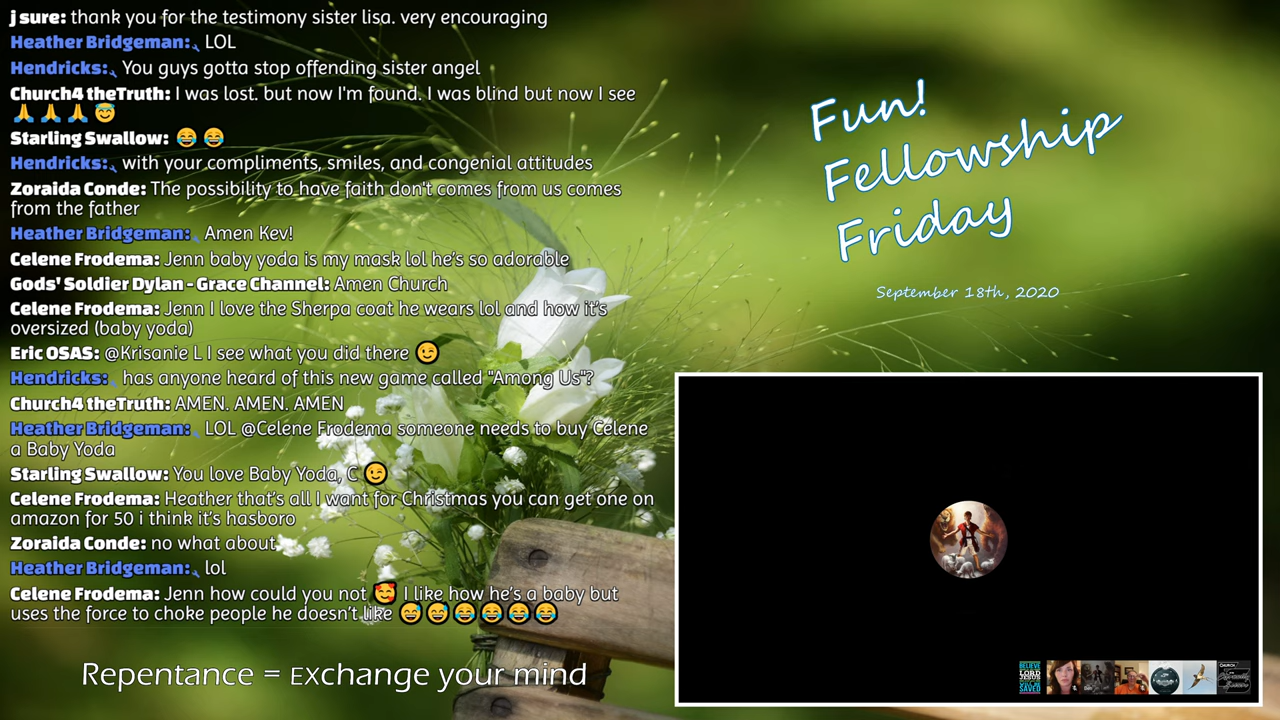 j sure: thank you for the testimony sister lisa. very encouraging
Heather Bridgeman: LOL
Hendricks: You guys gotta stop offending sister angel
Church4 theTruth: I was lost. but now I'm found. I was blind but now I see
🙏 🙏 🙏 😇
Starling Swallow: 😂 😂
Hendricks: with your compliments, smiles, and congenial attitudes
Zoraida Conde: The possibility to have faith don't comes from us comes
from the father
Heather Bridgeman: Amen Kev!
Celene Frodema: Jenn baby yoda is my mask lol he's so adorable
Gods' Soldier Dylan - Grace Channel: Amen Church
Celene Frodema: Jenn I love the Sherpa coat he wears lol and how it's
oversized (baby yoda)
Eric OSAS: @Krisanie L I see what you did there 😉
Hendricks: has anyone heard of this new game called "Among Us"?
Church4 theTruth: AMEN. AMEN. AMEN
Heather Bridgeman: LOL @Celene Frodema someone needs to buy Celene
a Baby Yoda
Starling Swallow: You love Baby Yoda, C 😉
Celene Frodema: Heather that's all I want for Christmas you can get one on
amazon for 50 i think it's hasboro
Zoraida Conde: no what about
Heather Bridgeman: lol
Celene Frodema: Jenn how could you not 🥰 I like how he's a baby but
uses the force to choke people he doesn't like 😅 😅 😂 😂 😂 😂
Repentance = EXchange your mind
Fun!
Fellowship
Friday
September 18th, 2020
BELIEVE
LORD
JESUS
SAVED
CHURCH